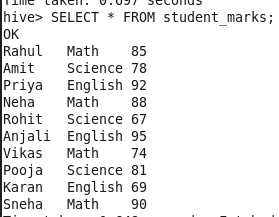 Time taken: 0.697 seconds
hive> SELECT * FROM student_marks;
OK
Rahul Math 85
Amit Science 78
Priya English 92
Neha Math 88
Rohit Science 67
Anjali English 95
Vikas Math 74
Pooja Science 81
Karan English 69
Sneha Math 90